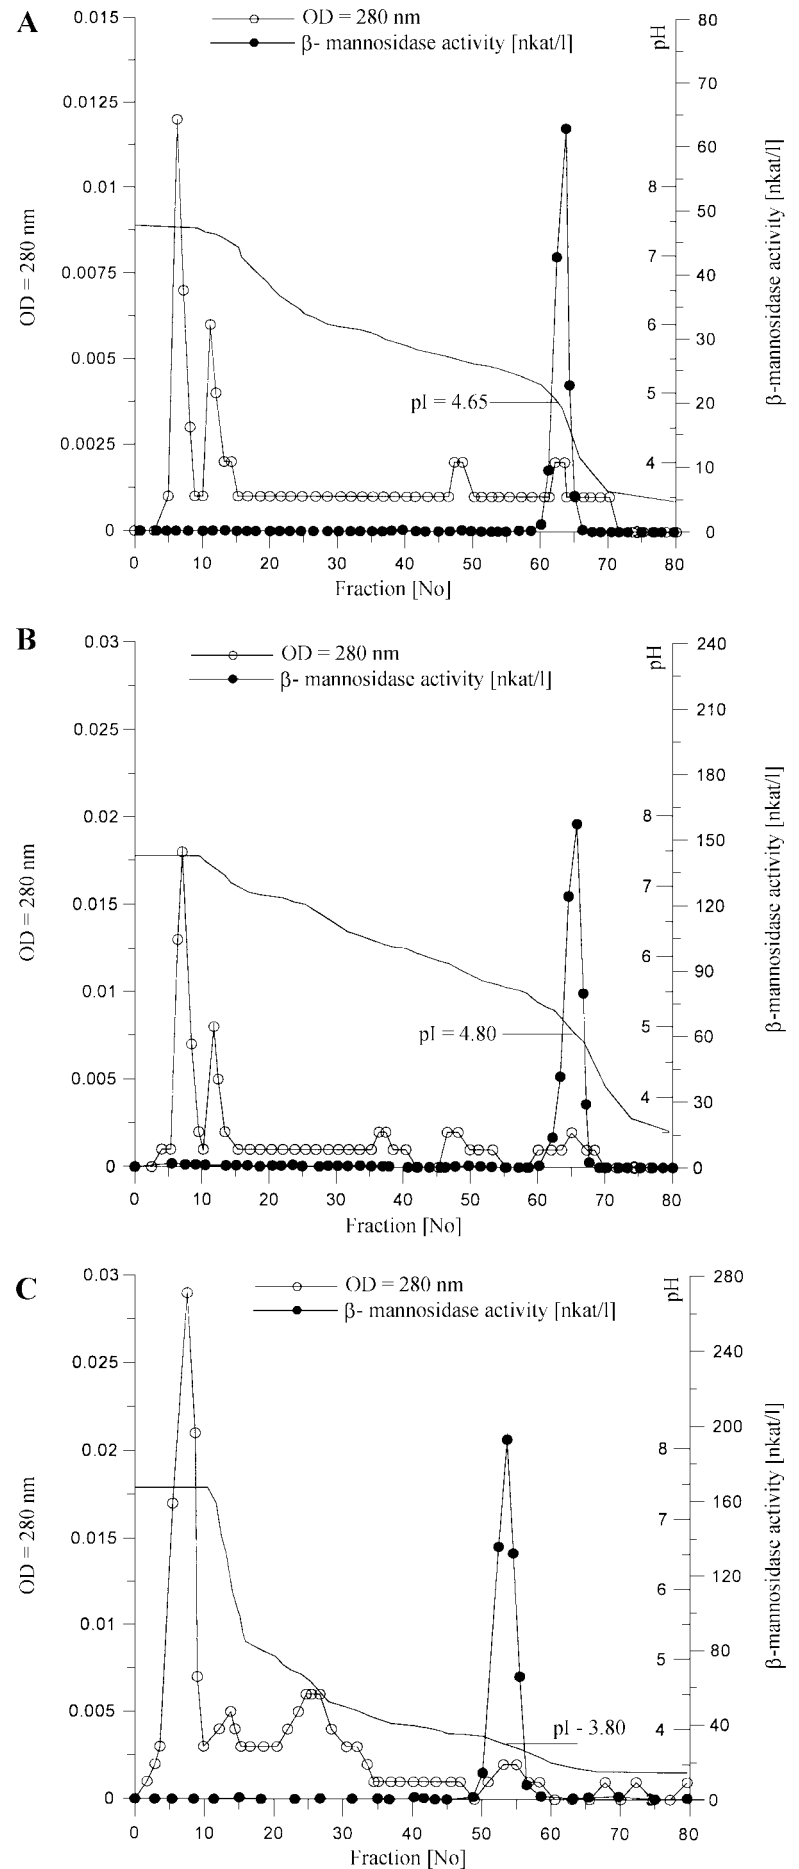 A
OD = 280 nm
β- mannosidase activity [nkat/l]
0.015
0.0125
0.01
0.0075
0.005
0.0025
0
OD = 280 nm
pH
8
7
6
5
4
80
70
60
50
40
30
20
10
0
β-mannosidase activity [nkat/l]
pI = 4.65
0 10 20 30 40 50 60 70 80
Fraction [No]
B
OD = 280 nm
β- mannosidase activity [nkat/l]
0.03
0.025
0.02
0.015
0.01
0.005
0
OD = 280 nm
pH
8
7
6
5
4
240
210
180
150
120
90
60
30
0
β-mannosidase activity [nkat/l]
pI = 4.80
0 10 20 30 40 50 60 70 80
Fraction [No]
C
OD = 280 nm
β- mannosidase activity [nkat/l]
0.03
0.025
0.02
0.015
0.01
0.005
0
OD = 280 nm
pH
8
7
6
5
4
280
240
200
160
120
80
40
0
β-mannosidase activity [nkat/l]
pI - 3.80
0 10 20 30 40 50 60 70 80
Fraction [No]